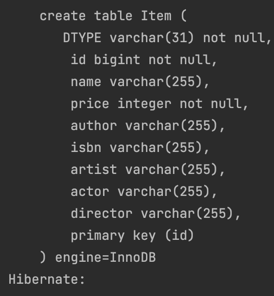 create table Item (
DTYPE varchar(31) not null,
id bigint not null,
name varchar(255),
price integer not null,
author varchar(255),
isbn varchar(255),
artist varchar(255),
actor varchar(255),
director varchar(255),
primary key (id)
) engine=InnoDB
Hibernate: